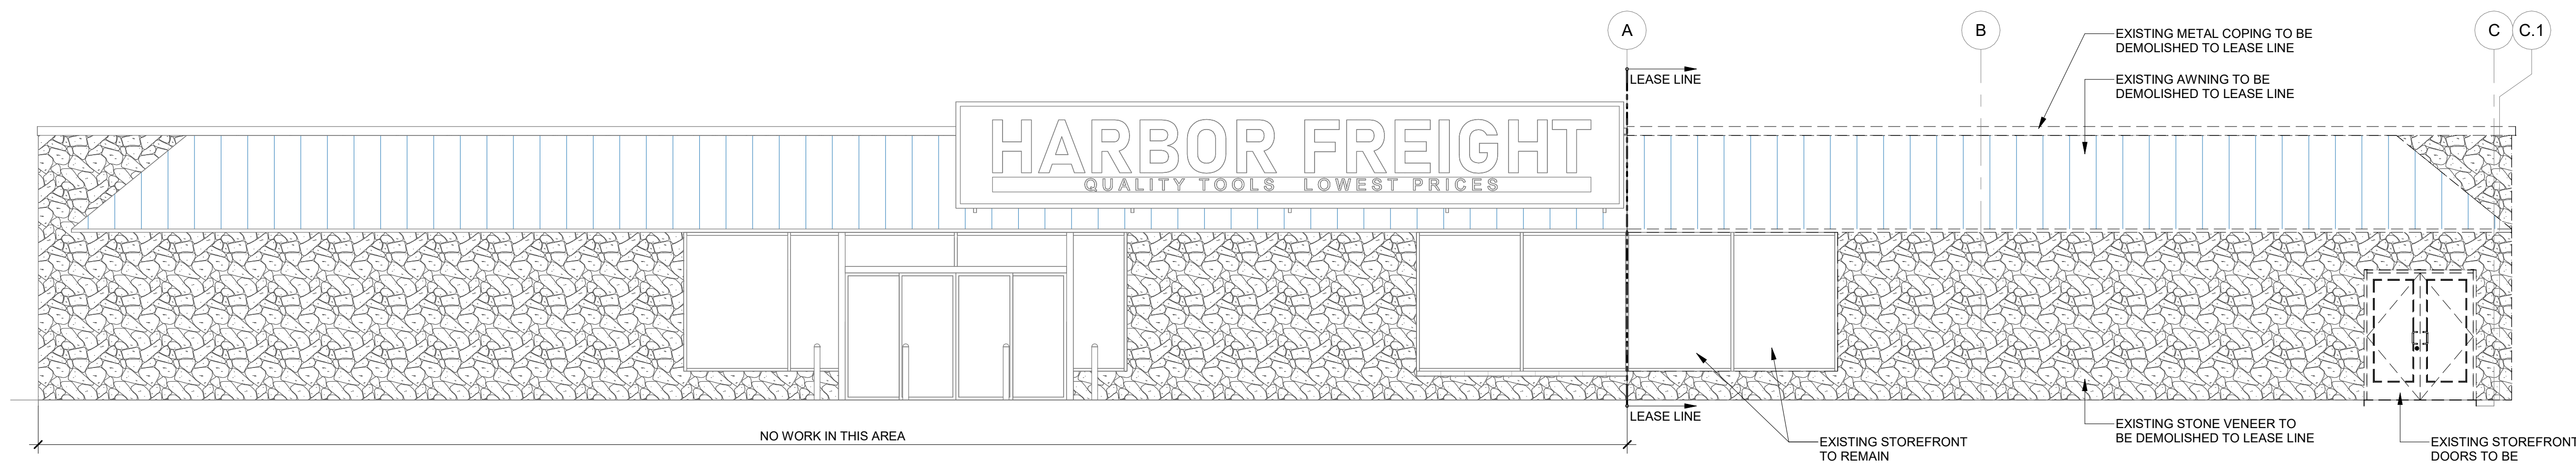 A
B
C
C.1
EXISTING METAL COPING TO BE
DEMOLISHED TO LEASE LINE
LEASE LINE
EXISTING AWNING TO BE
DEMOLISHED TO LEASE LINE
HARBOR FREIGHT
QUALITY TOOLS LOWEST PRICES
LEASE LINE
NO WORK IN THIS AREA
EXISTING STOREFRONT
TO REMAIN
EXISTING STONE VENEER TO
BE DEMOLISHED TO LEASE LINE
EXISTING STOREFRONT
DOORS TO BE